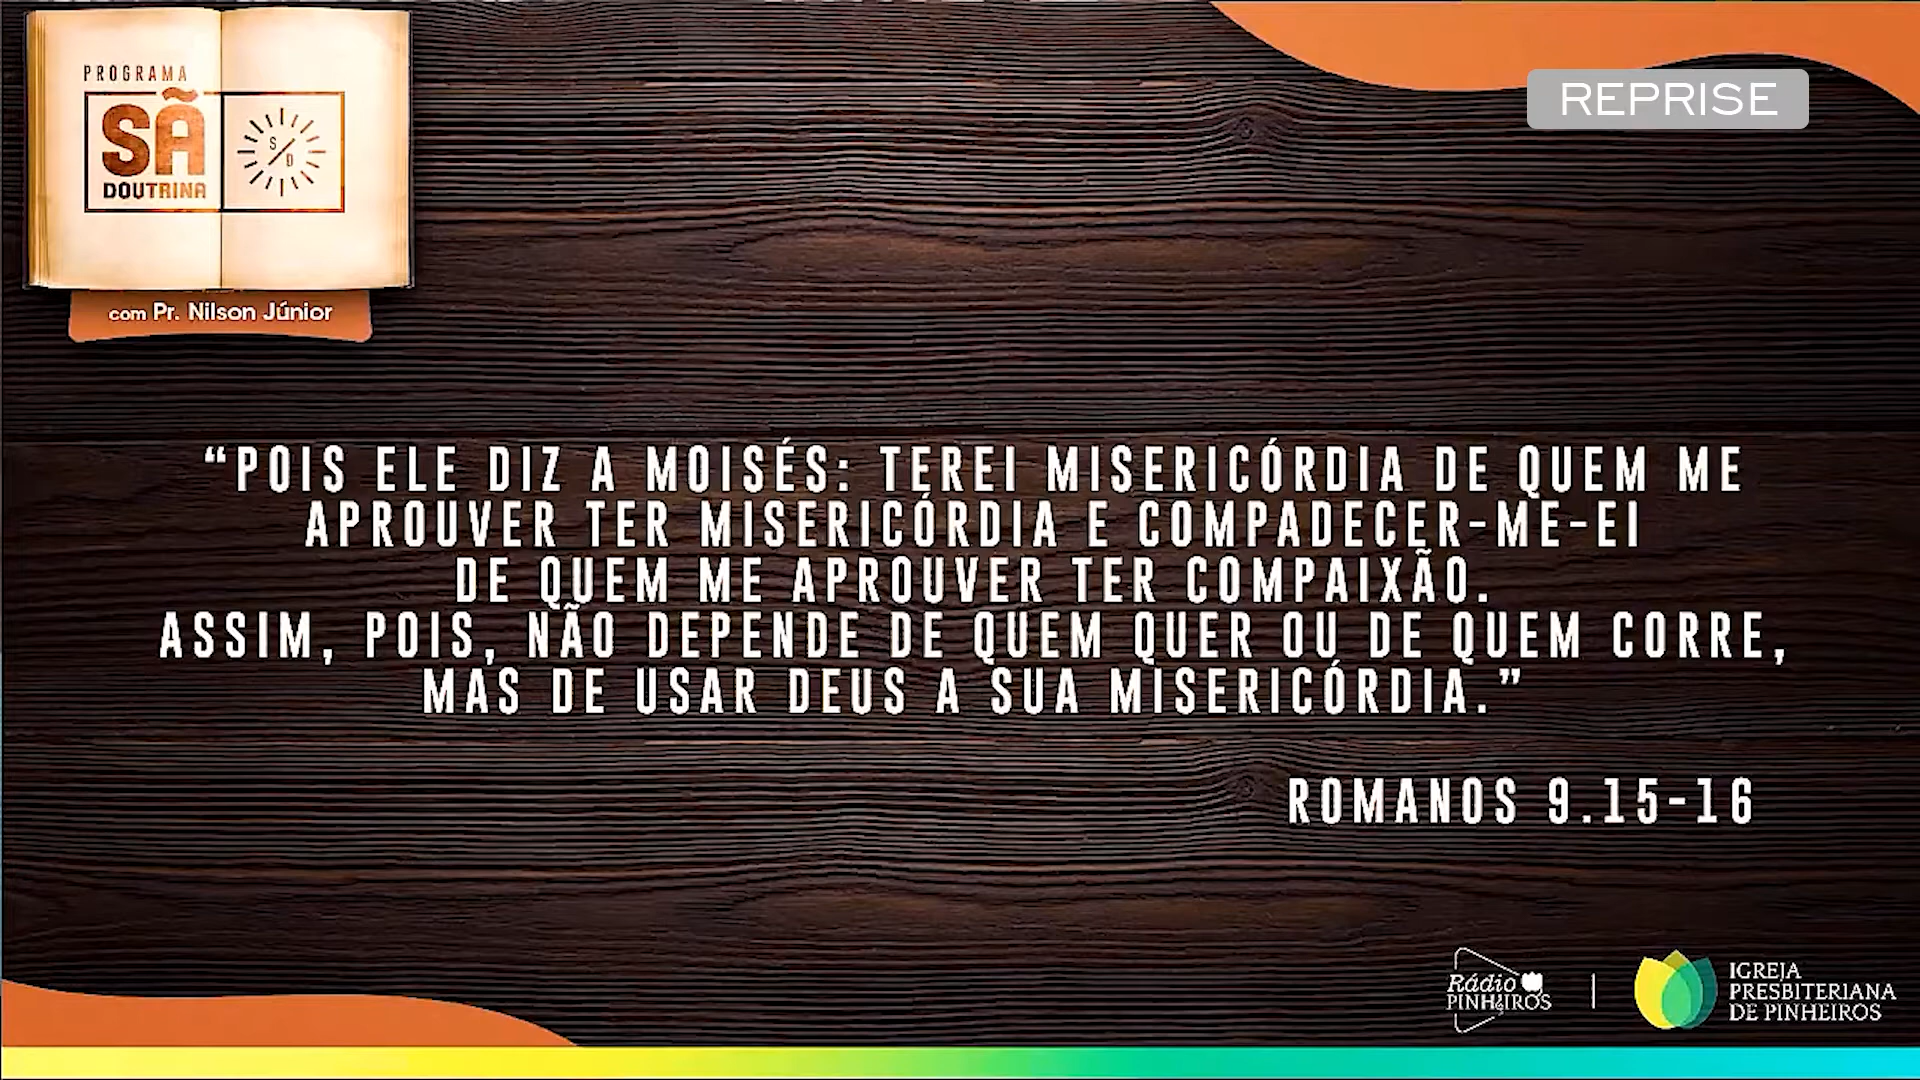 PROGRAMA
SÃ
DOUTRINA
S/D
com Pr. Nilson Júnior
REPRISE
“POIS ELE DIZ A MOISÉS: TEREI MISERICÓRDIA DE QUEM ME
APROUVER TER MISERICÓRDIA E COMPADECER-ME-EI
DE QUEM ME APROUVER TER COMPAIXÃO.
ASSIM, POIS, NÃO DEPENDE DE QUEM QUER OU DE QUEM CORRE,
MAS DE USAR DEUS A SUA MISERICÓRDIA.”
ROMANOS 9.15-16
Rádio
PINHEIROS
IGREJA
PRESBITERIANA
DE PINHEIROS